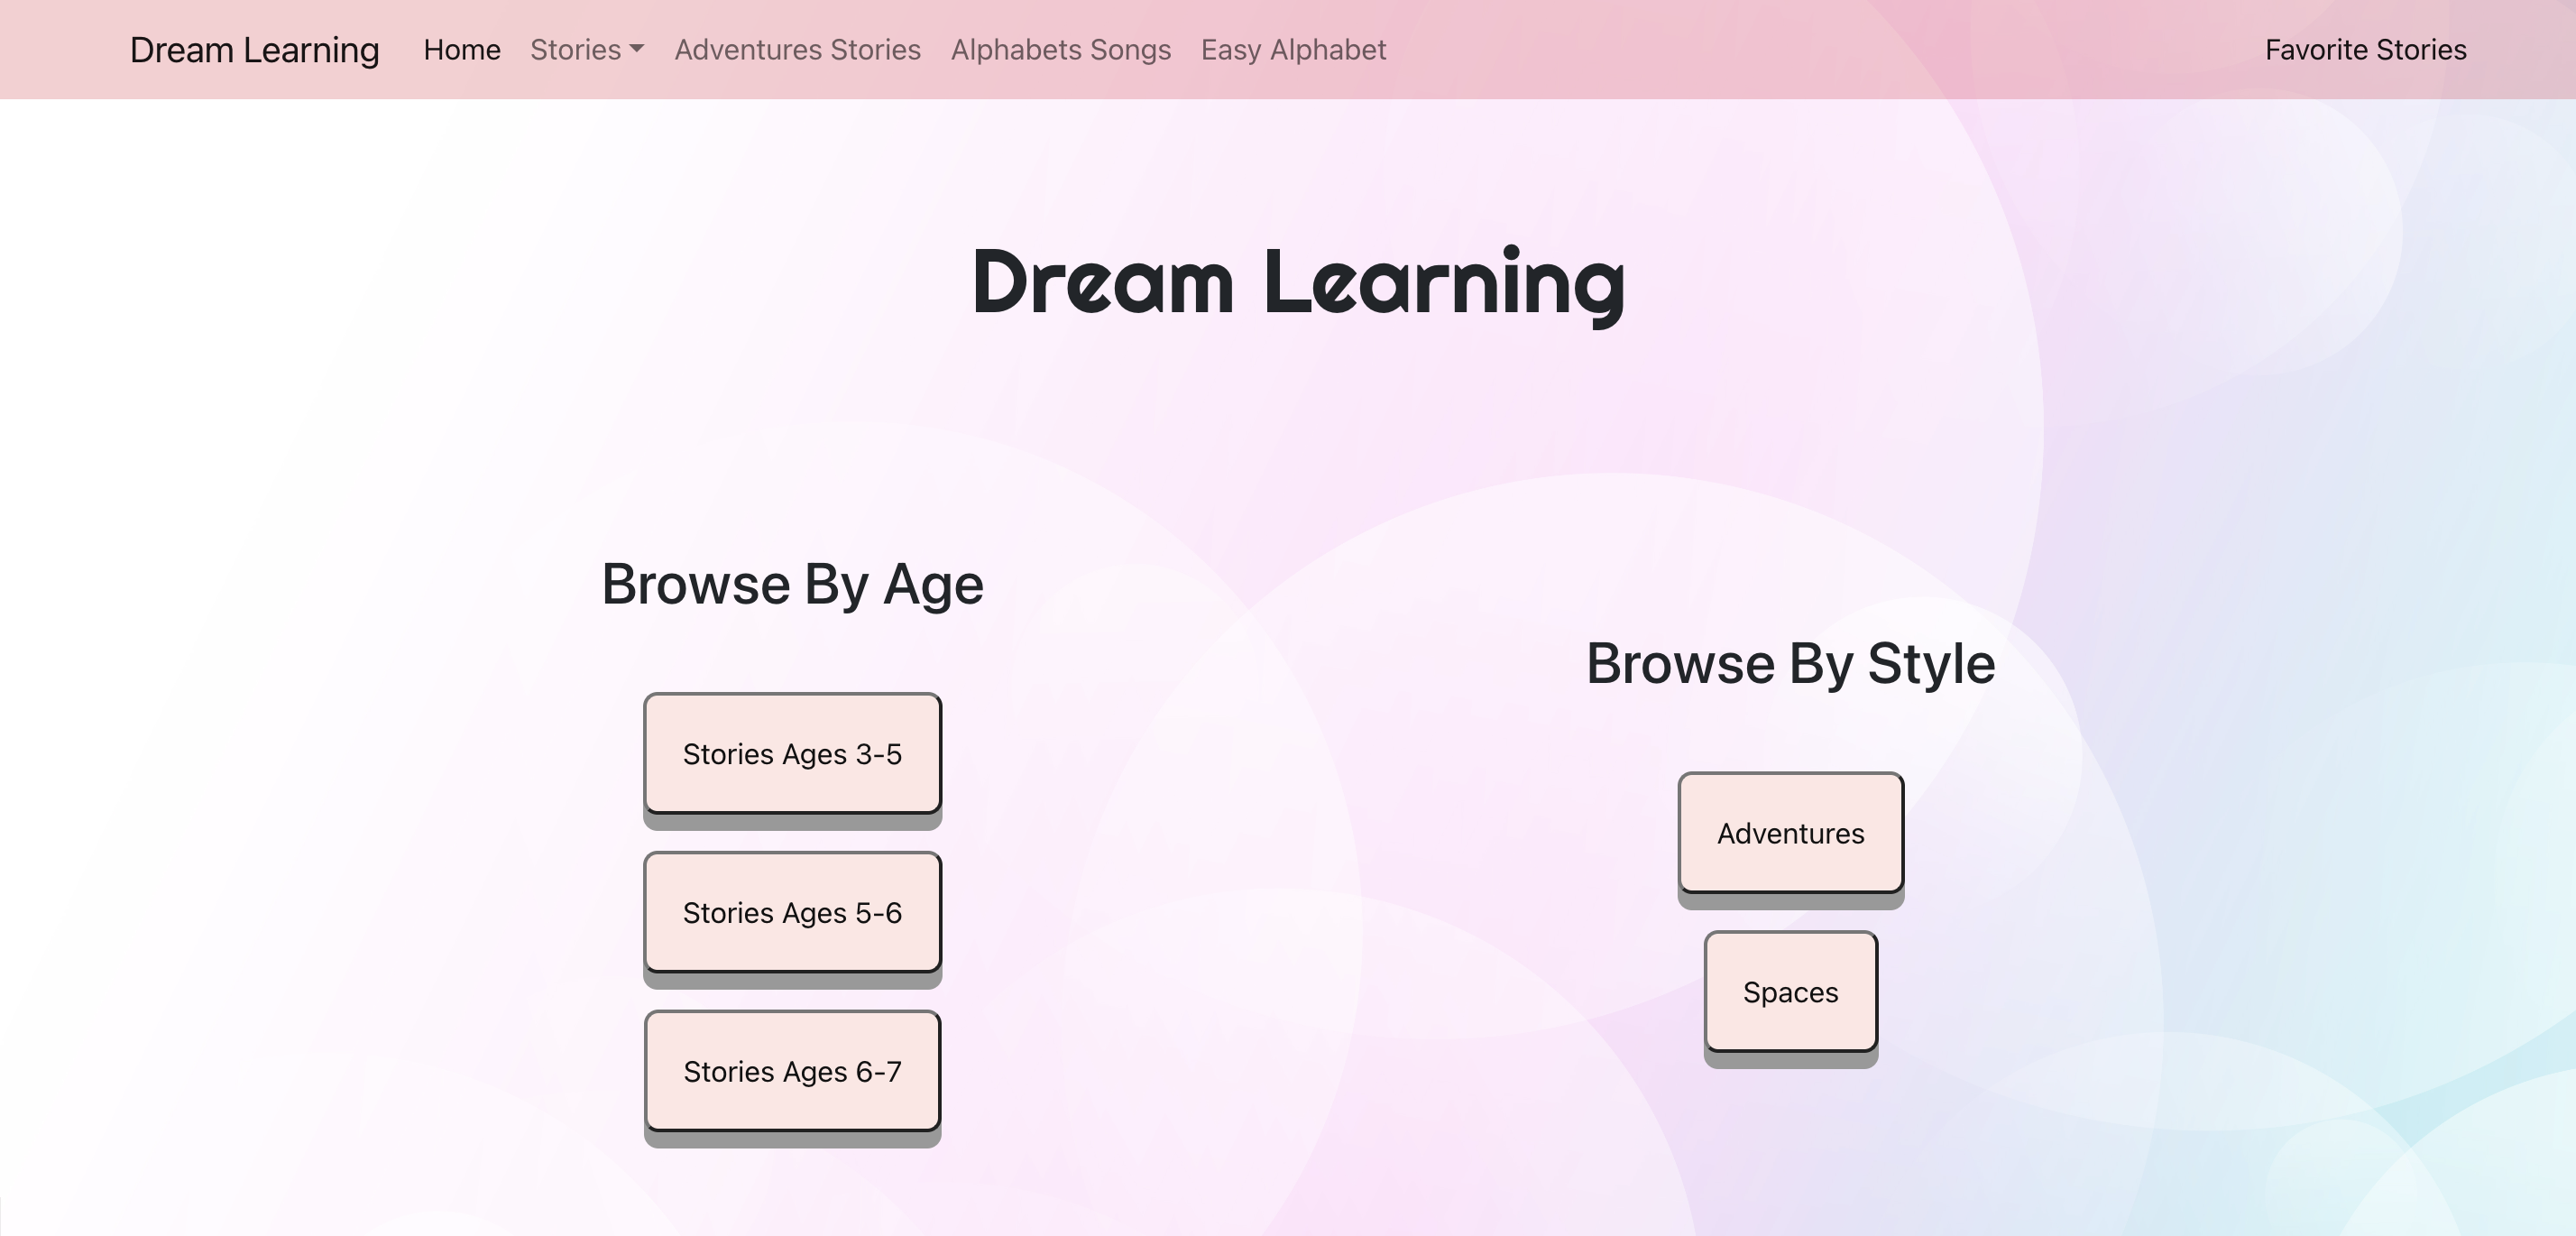 Dream Learning Home Stories Adventures Stories Alphabets Songs Easy Alphabet Favorite Stories
Dream Learning
Browse By Age
Stories Ages 3-5
Stories Ages 5-6
Stories Ages 6-7
Browse By Style
Adventures
Spaces